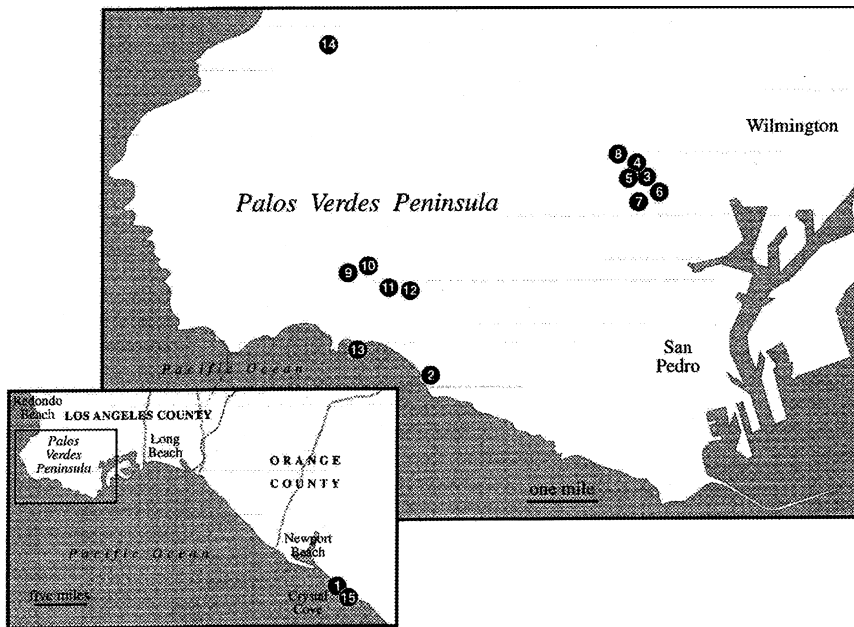 14
Wilmington
8
4
5
3
6
7
Palos Verdes Peninsula
9
10
11
12
13
2
San
Pedro
Pacific Ocean
one mile
Redondo
Beach
LOS ANGELES COUNTY
Palos
Verdes
Peninsula
Long
Beach
ORANGE
COUNTY
Newport
Beach
Pacific Ocean
five miles
1
15
Crystal
Cove